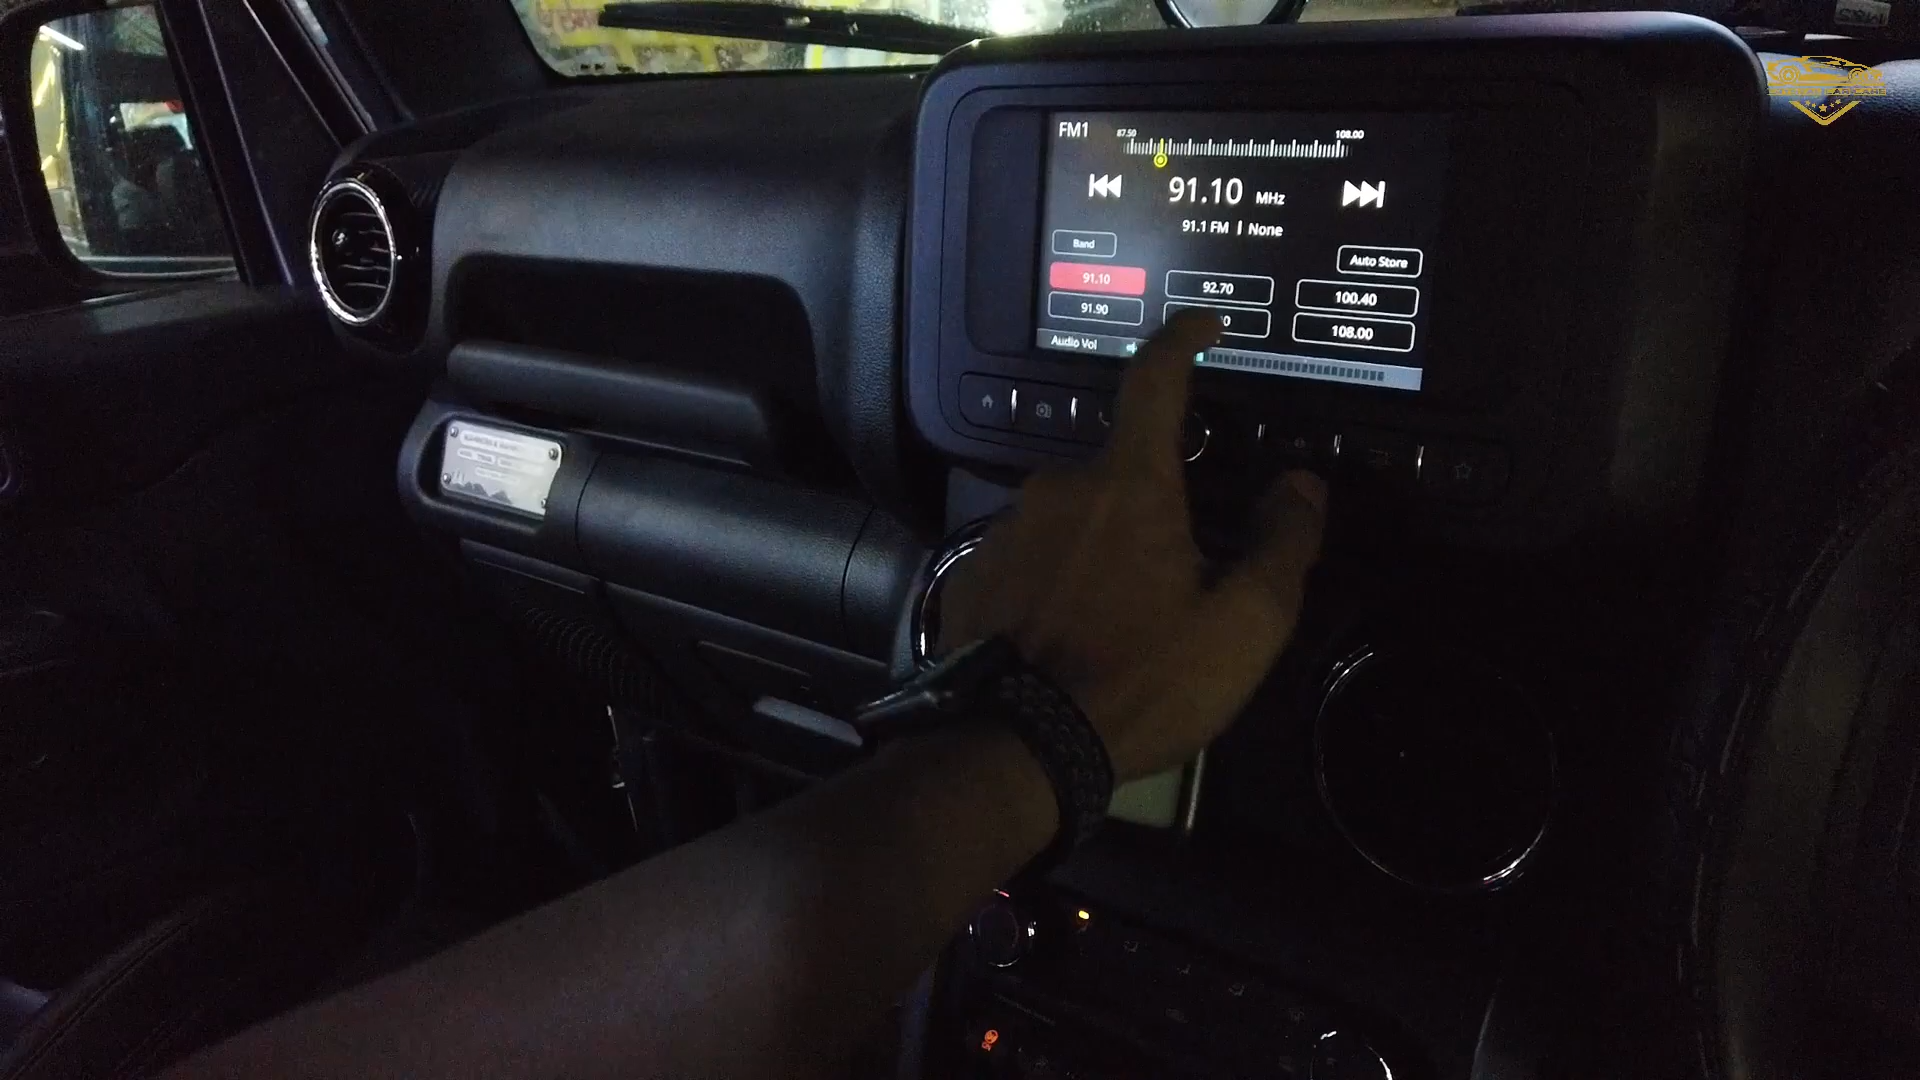 FM1
87.50
108.00
91.10 MHz
91.1 FM | None
Band
Auto Store
91.10
92.70
100.40
91.90
108.00
Audio Vol